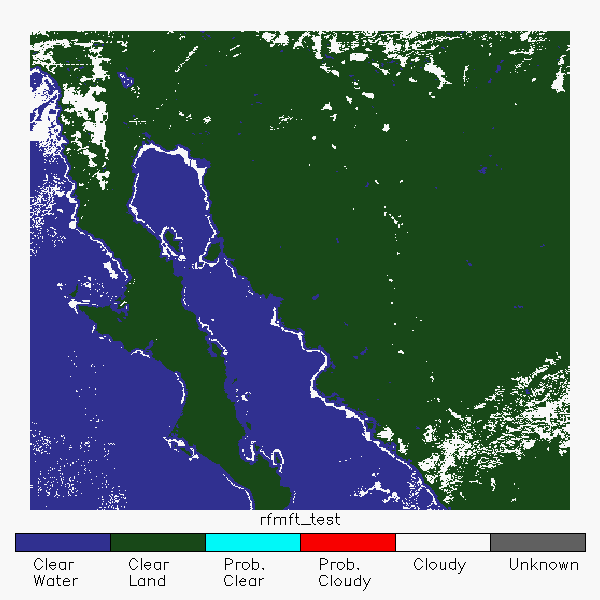 rfmft_test
Clear Water
Clear Land
Prob. Clear
Prob. Cloudy
Cloudy
Unknown